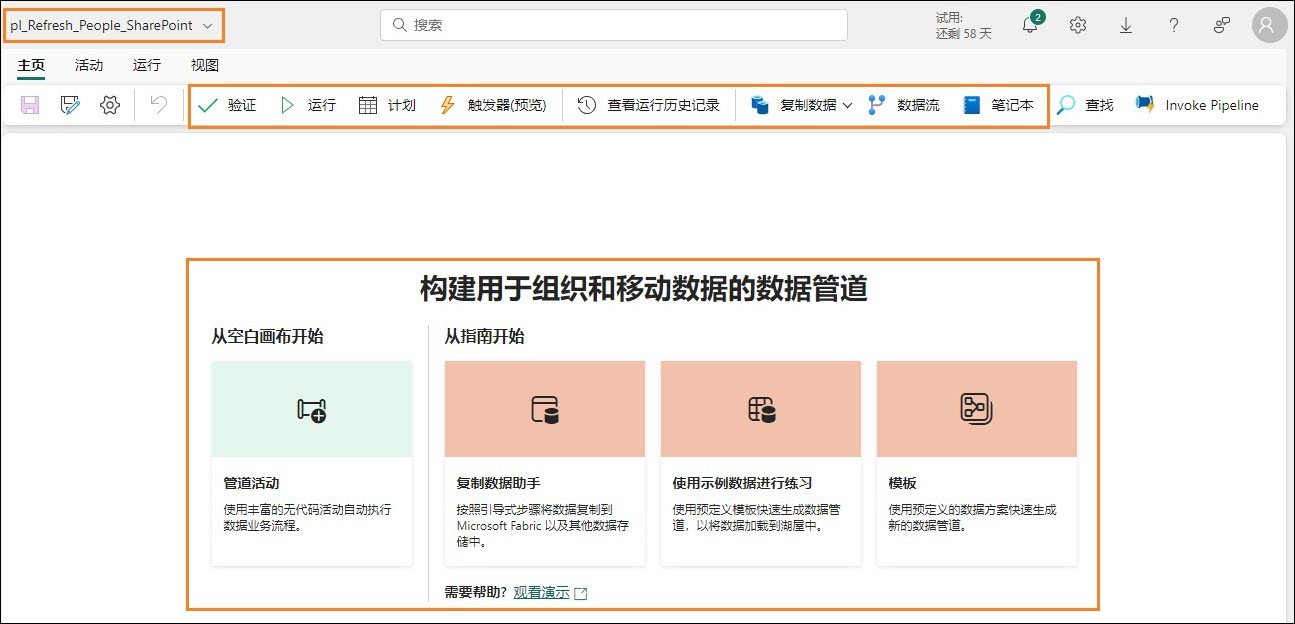 pl_Refresh_People_SharePoint
搜索
试用:
还剩 58 天
2
主页 活动 运行 视图
验证 运行 计划 触发器(预览) 查看运行历史记录 复制数据 数据流 笔记本 查找 Invoke Pipeline
构建用于组织和移动数据的数据管道
从空白画布开始
管道活动
使用丰富的无代码活动自动执行
数据业务流程。
从指南开始
复制数据助手
按照引导式步骤将数据复制到
Microsoft Fabric 以及其他数据存
储中。
使用示例数据进行练习
使用预定义模板快速生成数据管
道，以将数据加载到湖屋中。
模板
使用预定义的数据方案快速生成
新的数据管道。
需要帮助? 观看演示